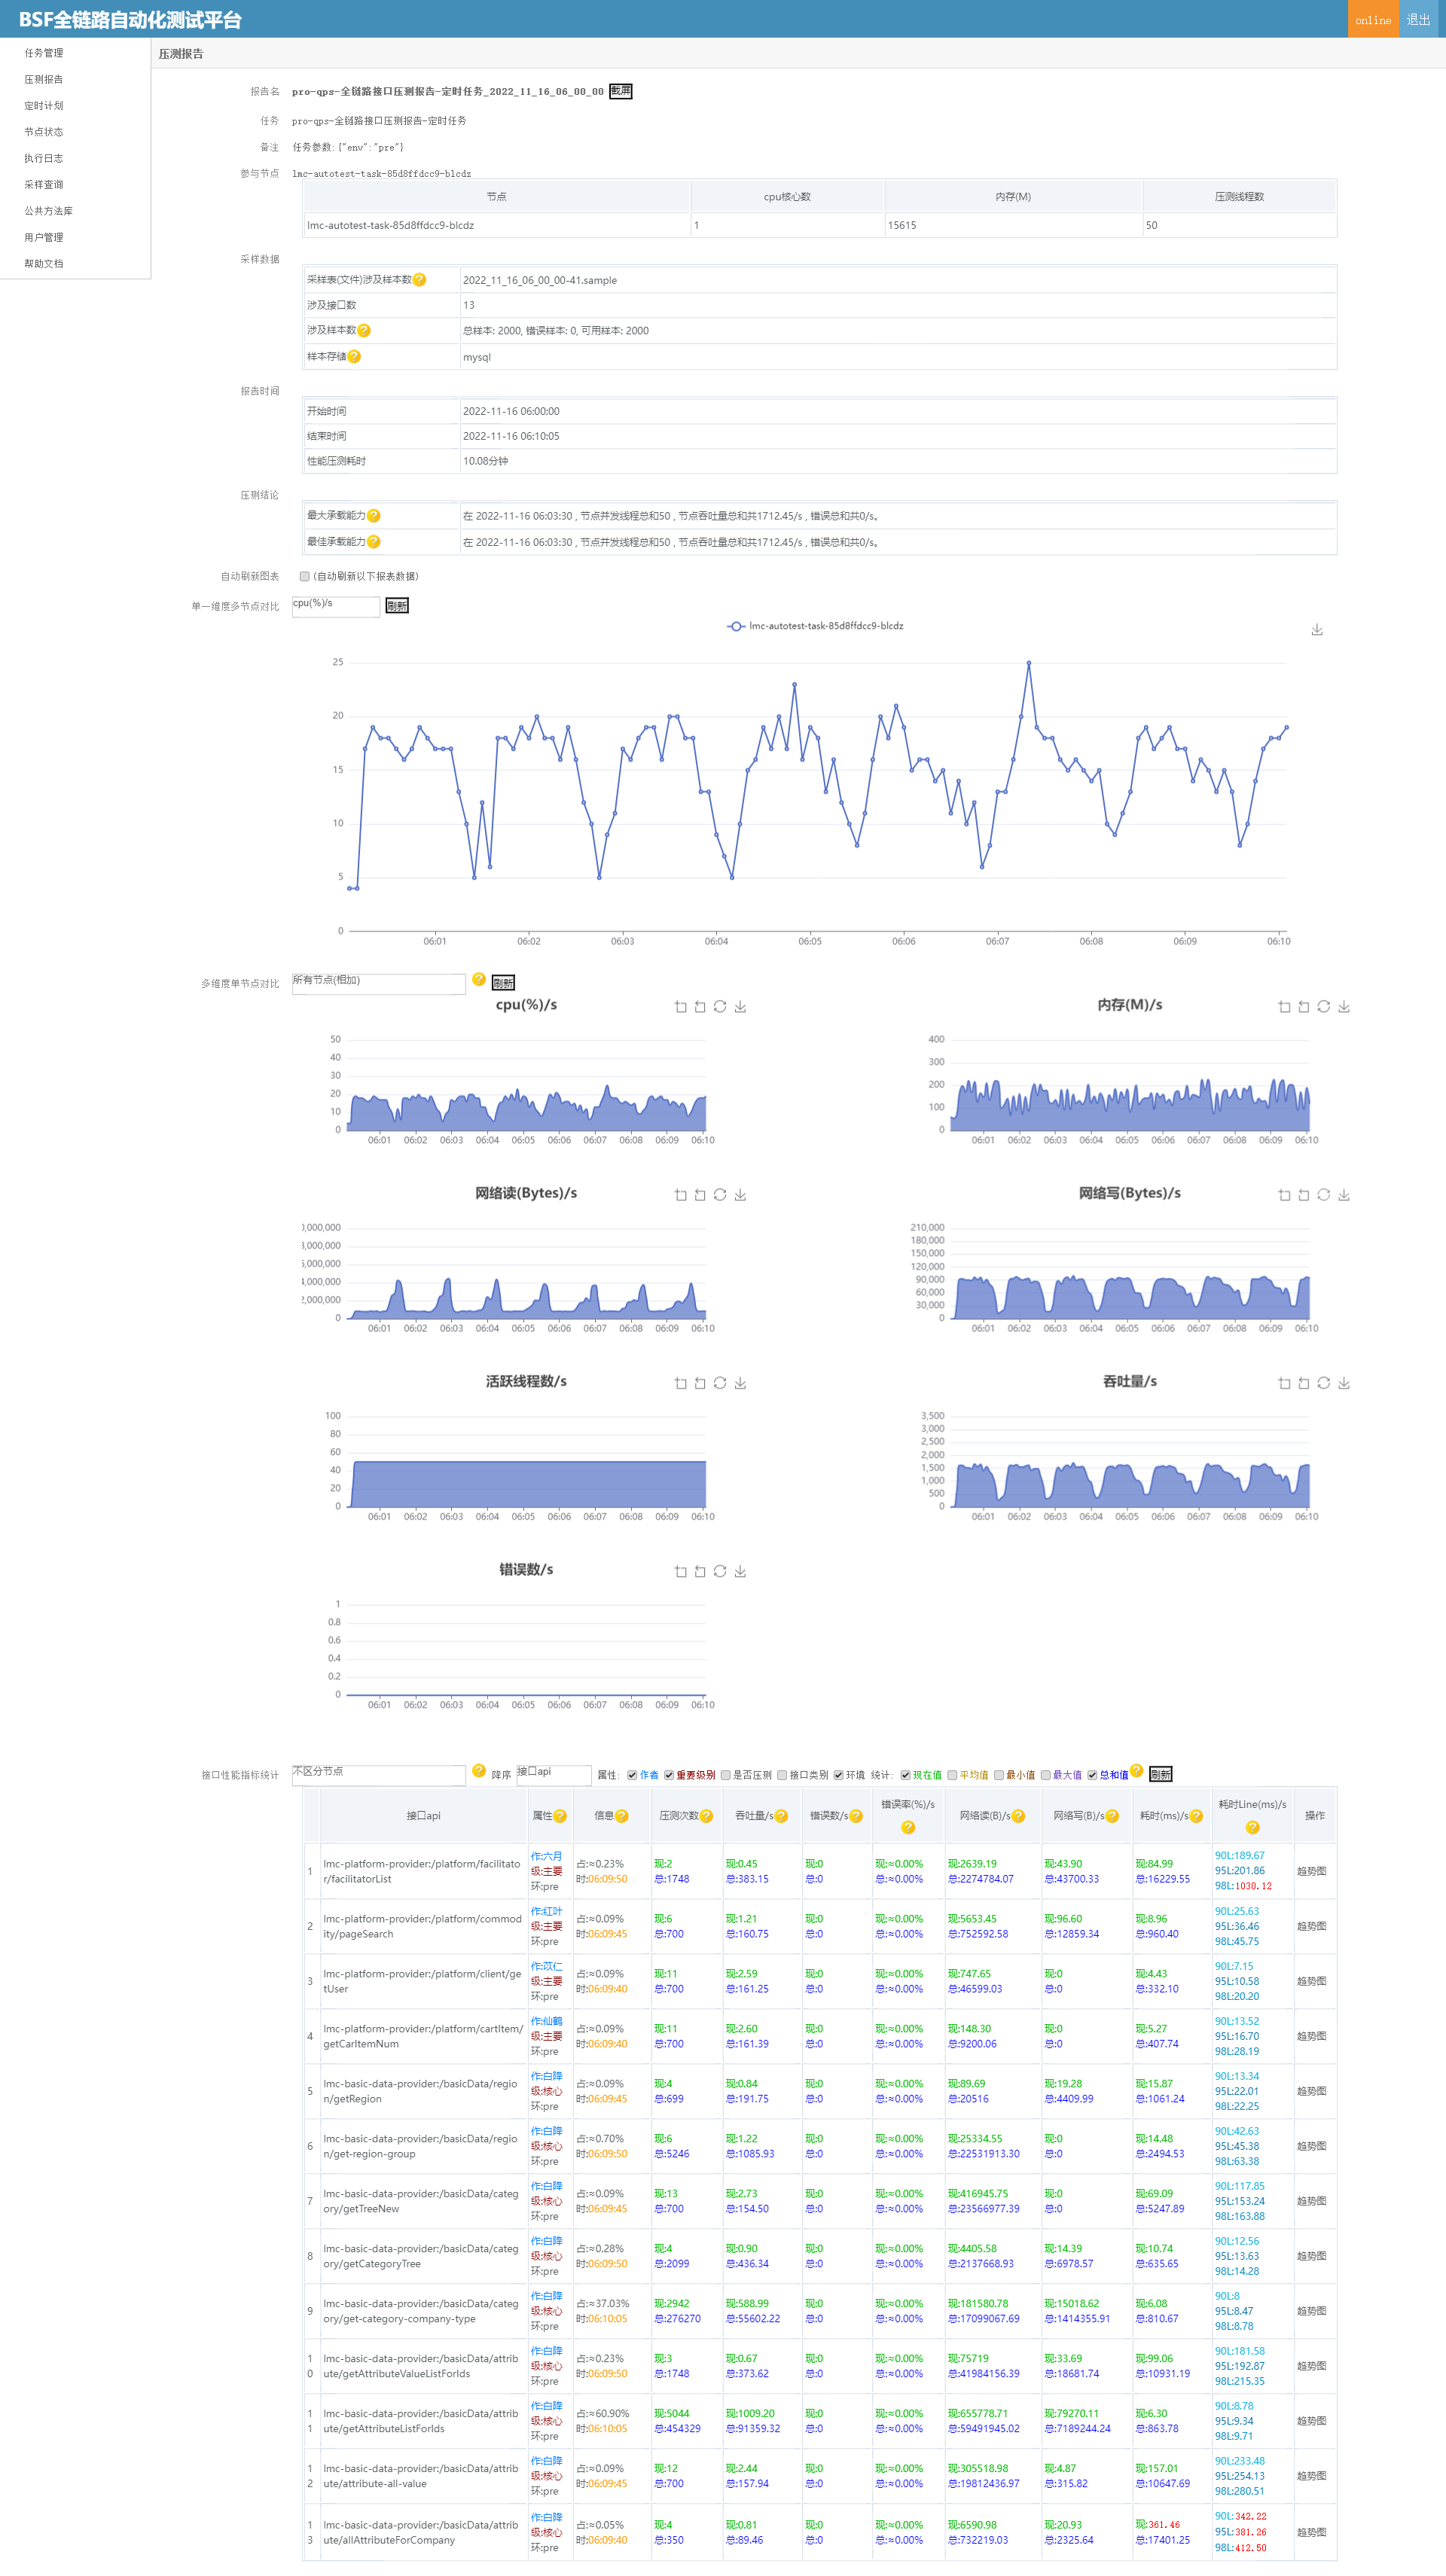 BSF全链路自动化测试平台
online 退出
任务管理
压测报告
定时计划
节点状态
执行日志
采样查询
公共方法库
用户管理
帮助文档
压测报告
报告名 pro-qps-全链路接口压测报告-定时任务_2022_11_16_06_00_00 截屏
任务 pro-qps-全链路接口压测报告-定时任务
备注 任务参数:{"env":"pre"}
参与节点 lmc-autotest-task-85d8ffdcc9-blcdz
节点 cpu核心数 内存(M) 压测线程数
lmc-autotest-task-85d8ffdcc9-blcdz 1 15615 50
采样数据
采样表(文件)涉及样本数 2022_11_16_06_00_00-41.sample
涉及接口数 13
涉及样本数 总样本: 2000, 错误样本: 0, 可用样本: 2000
样本存储 mysql
报告时间
开始时间 2022-11-16 06:00:00
结束时间 2022-11-16 06:10:05
性能压测耗时 10.08分钟
压测结论
最大承载能力 在 2022-11-16 06:03:30 , 节点并发线程总和50 , 节点吞吐量总和共1712.45/s , 错误总和共0/s。
最佳承载能力 在 2022-11-16 06:03:30 , 节点并发线程总和50 , 节点吞吐量总和共1712.45/s , 错误总和共0/s。
自动刷新图表 (自动刷新以下报表数据)
单一维度多节点对比 cpu(%)/s 刷新
lmc-autotest-task-85d8ffdcc9-blcdz
25
20
15
10
5
0
06:01 06:02 06:03 06:04 06:05 06:06 06:07 06:08 06:09 06:10
多维度单节点对比 所有节点(相加) 刷新
cpu(%)/s
50
40
30
20
10
0
06:01 06:02 06:03 06:04 06:05 06:06 06:07 06:08 06:09 06:10
内存(M)/s
400
300
200
100
0
06:01 06:02 06:03 06:04 06:05 06:06 06:07 06:08 06:09 06:10
网络读(Bytes)/s
0,000,000
,000,000
,000,000
,000,000
,000,000
0
06:01 06:02 06:03 06:04 06:05 06:06 06:07 06:08 06:09 06:10
网络写(Bytes)/s
210,000
180,000
150,000
120,000
90,000
60,000
30,000
0
06:01 06:02 06:03 06:04 06:05 06:06 06:07 06:08 06:09 06:10
活跃线程数/s
100
80
60
40
20
0
06:01 06:02 06:03 06:04 06:05 06:06 06:07 06:08 06:09 06:10
吞吐量/s
3,500
3,000
2,500
2,000
1,500
1,000
500
0
06:01 06:02 06:03 06:04 06:05 06:06 06:07 06:08 06:09 06:10
错误数/s
1
0.8
0.6
0.4
0.2
0
06:01 06:02 06:03 06:04 06:05 06:06 06:07 06:08 06:09 06:10
接口性能指标统计 不区分节点 降序 接口api 属性: 作者 重要级别 是否压测 接口类别 环境 统计: 现在值 平均值 最小值 最大值 总和值 刷新
接口api 属性 信息 压测次数 吞吐量/s 错误数/s 错误率(%)/s 网络读(B)/s 网络写(B)/s 耗时(ms)/s 耗时Line(ms)/s 操作
作:六月 90L:189.67
1 lmc-platform-provider:/platform/facilitato 级:主要 占:≈0.23% 现:2 现:0.45 现:0 现:≈0.00% 现:2639.19 现:43.90 现:84.99 95L:201.86 趋势图
r/facilitatorList 环:pre 时:06:09:50 总:1748 总:383.15 总:0 总:≈0.00% 总:2274784.07 总:43700.33 总:16229.55 98L:1030.12
作:红叶 90L:25.63
2 lmc-platform-provider:/platform/commod 级:主要 占:≈0.09% 现:6 现:1.21 现:0 现:≈0.00% 现:5653.45 现:96.60 现:8.96 95L:36.46 趋势图
ity/pageSearch 环:pre 时:06:09:45 总:700 总:160.75 总:0 总:≈0.00% 总:752592.58 总:12859.34 总:960.40 98L:45.75
作:苡仁 90L:7.15
3 lmc-platform-provider:/platform/client/ge 级:主要 占:≈0.09% 现:11 现:2.59 现:0 现:≈0.00% 现:747.65 现:0 现:4.43 95L:10.58 趋势图
tUser 环:pre 时:06:09:40 总:700 总:161.25 总:0 总:≈0.00% 总:46599.03 总:0 总:332.10 98L:20.20
作:仙鹤 90L:13.52
4 lmc-platform-provider:/platform/cartItem/ 级:主要 占:≈0.09% 现:11 现:2.60 现:0 现:≈0.00% 现:148.30 现:0 现:5.27 95L:16.70 趋势图
getCarItemNum 环:pre 时:06:09:40 总:700 总:161.39 总:0 总:≈0.00% 总:9200.06 总:0 总:407.74 98L:28.19
作:白降 90L:13.34
5 lmc-basic-data-provider:/basicData/regio 级:核心 占:≈0.09% 现:4 现:0.84 现:0 现:≈0.00% 现:89.69 现:19.28 现:15.87 95L:22.01 趋势图
n/getRegion 环:pre 时:06:09:45 总:699 总:191.75 总:0 总:≈0.00% 总:20516 总:4409.99 总:1061.24 98L:22.25
作:白降 90L:42.63
6 lmc-basic-data-provider:/basicData/regio 级:核心 占:≈0.70% 现:6 现:1.22 现:0 现:≈0.00% 现:25334.55 现:0 现:14.48 95L:45.38 趋势图
n/get-region-group 环:pre 时:06:09:50 总:5246 总:1085.93 总:0 总:≈0.00% 总:22531913.30 总:0 总:2494.53 98L:63.38
作:白降 90L:117.85
7 lmc-basic-data-provider:/basicData/categ 级:核心 占:≈0.09% 现:13 现:2.73 现:0 现:≈0.00% 现:416945.75 现:0 现:69.09 95L:153.24 趋势图
ory/getTreeNew 环:pre 时:06:09:45 总:700 总:154.50 总:0 总:≈0.00% 总:23566977.39 总:0 总:5247.89 98L:163.88
作:白降 90L:12.56
8 lmc-basic-data-provider:/basicData/categ 级:核心 占:≈0.28% 现:4 现:0.90 现:0 现:≈0.00% 现:4405.58 现:14.39 现:10.74 95L:13.63 趋势图
ory/getCategoryTree 环:pre 时:06:09:50 总:2099 总:436.34 总:0 总:≈0.00% 总:2137668.93 总:6978.57 总:635.65 98L:14.28
作:白降 90L:8
9 lmc-basic-data-provider:/basicData/categ 级:核心 占:≈37.03% 现:2942 现:588.99 现:0 现:≈0.00% 现:181580.78 现:15018.62 现:6.08 95L:8.47 趋势图
ory/get-category-company-type 环:pre 时:06:10:05 总:276270 总:55602.22 总:0 总:≈0.00% 总:17099067.69 总:1414355.91 总:810.67 98L:8.78
作:白降 90L:181.58
10 lmc-basic-data-provider:/basicData/attrib 级:核心 占:≈0.23% 现:3 现:0.67 现:0 现:≈0.00% 现:75719 现:33.69 现:99.06 95L:192.87 趋势图
ute/getAttributeValueListForIds 环:pre 时:06:09:50 总:1748 总:373.62 总:0 总:≈0.00% 总:41984156.39 总:18681.74 总:10931.19 98L:215.35
作:白降 90L:8.78
11 lmc-basic-data-provider:/basicData/attrib 级:核心 占:≈60.90% 现:5044 现:1009.20 现:0 现:≈0.00% 现:655778.71 现:79270.11 现:6.30 95L:9.34 趋势图
ute/getAttributeListForIds 环:pre 时:06:10:05 总:454329 总:91359.32 总:0 总:≈0.00% 总:59491945.02 总:7189244.24 总:863.78 98L:9.71
作:白降 90L:233.48
12 lmc-basic-data-provider:/basicData/attrib 级:核心 占:≈0.09% 现:12 现:2.44 现:0 现:≈0.00% 现:305518.98 现:4.87 现:157.01 95L:254.13 趋势图
ute/attribute-all-value 环:pre 时:06:09:45 总:700 总:157.94 总:0 总:≈0.00% 总:19812436.97 总:315.82 总:10647.69 98L:280.51
作:白降 90L:342.22
13 lmc-basic-data-provider:/basicData/attrib 级:核心 占:≈0.05% 现:4 现:0.81 现:0 现:≈0.00% 现:6590.98 现:20.93 现:361.46 95L:381.26 趋势图
ute/allAttributeForCompany 环:pre 时:06:09:40 总:350 总:89.46 总:0 总:≈0.00% 总:732219.03 总:2325.64 总:17401.25 98L:412.50